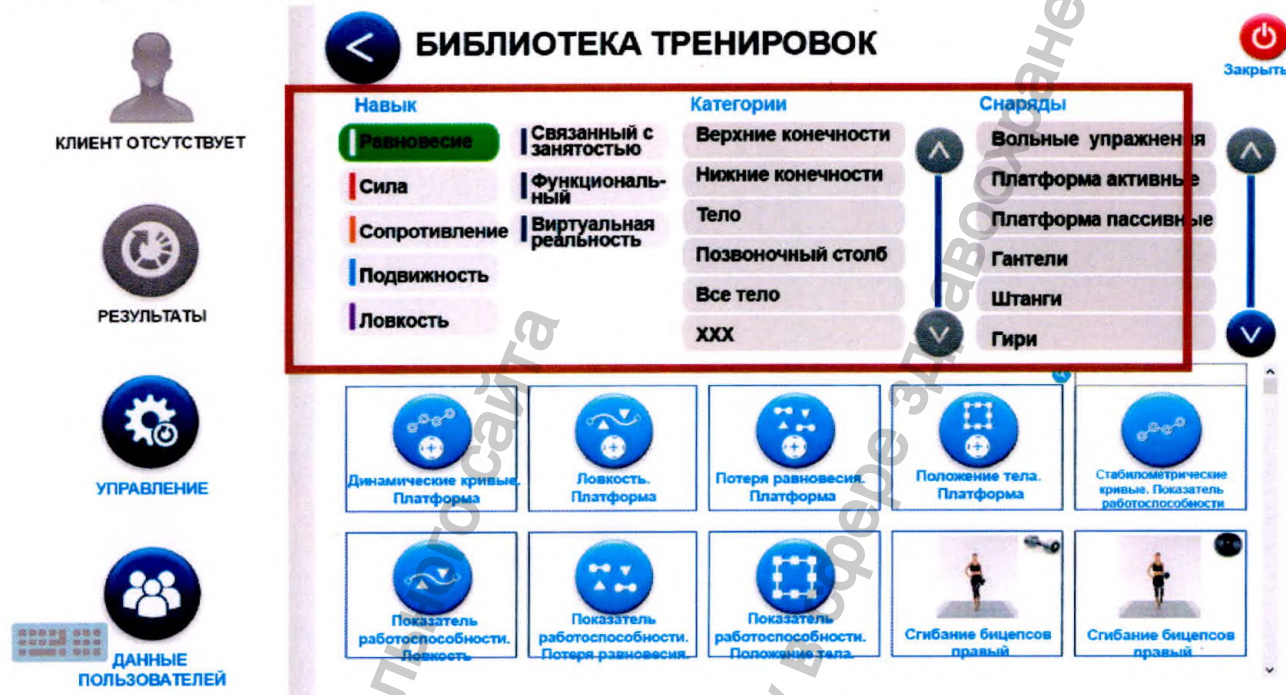 БИБЛИОТЕКА ТРЕНИРОВОК
Закрыть
КЛИЕНТ ОТСУТСТВУЕТ
РЕЗУЛЬТАТЫ
УПРАВЛЕНИЕ
ДАННЫЕ
ПОЛЬЗОВАТЕЛЕЙ
Навык
Равновесие
Сила
Сопротивление
Подвижность
Ловкость
Связанный с
занятостью
Функциональ-
ный
Виртуальная
реальность
Категории
Верхние конечности
Нижние конечности
Тело
Позвоночный столб
Все тело
XXX
Снаряды
Вольные упражнения
Платформа активные
Платформа пассивные
Гантели
Штанги
Гири
Динамические кривые.
Платформа
Ловкость.
Платформа
Потеря равновесия.
Платформа
Положение тела.
Платформа
Стабилометрические
кривые. Показатель
работоспособности
Показатель
работоспособности.
Ловкость
Показатель
работоспособности.
Потеря равновесия.
Показатель
работоспособности.
Положение тела.
Сгибание бицепсов
правый
Сгибание бицепсов
правый
сайта
в сфере